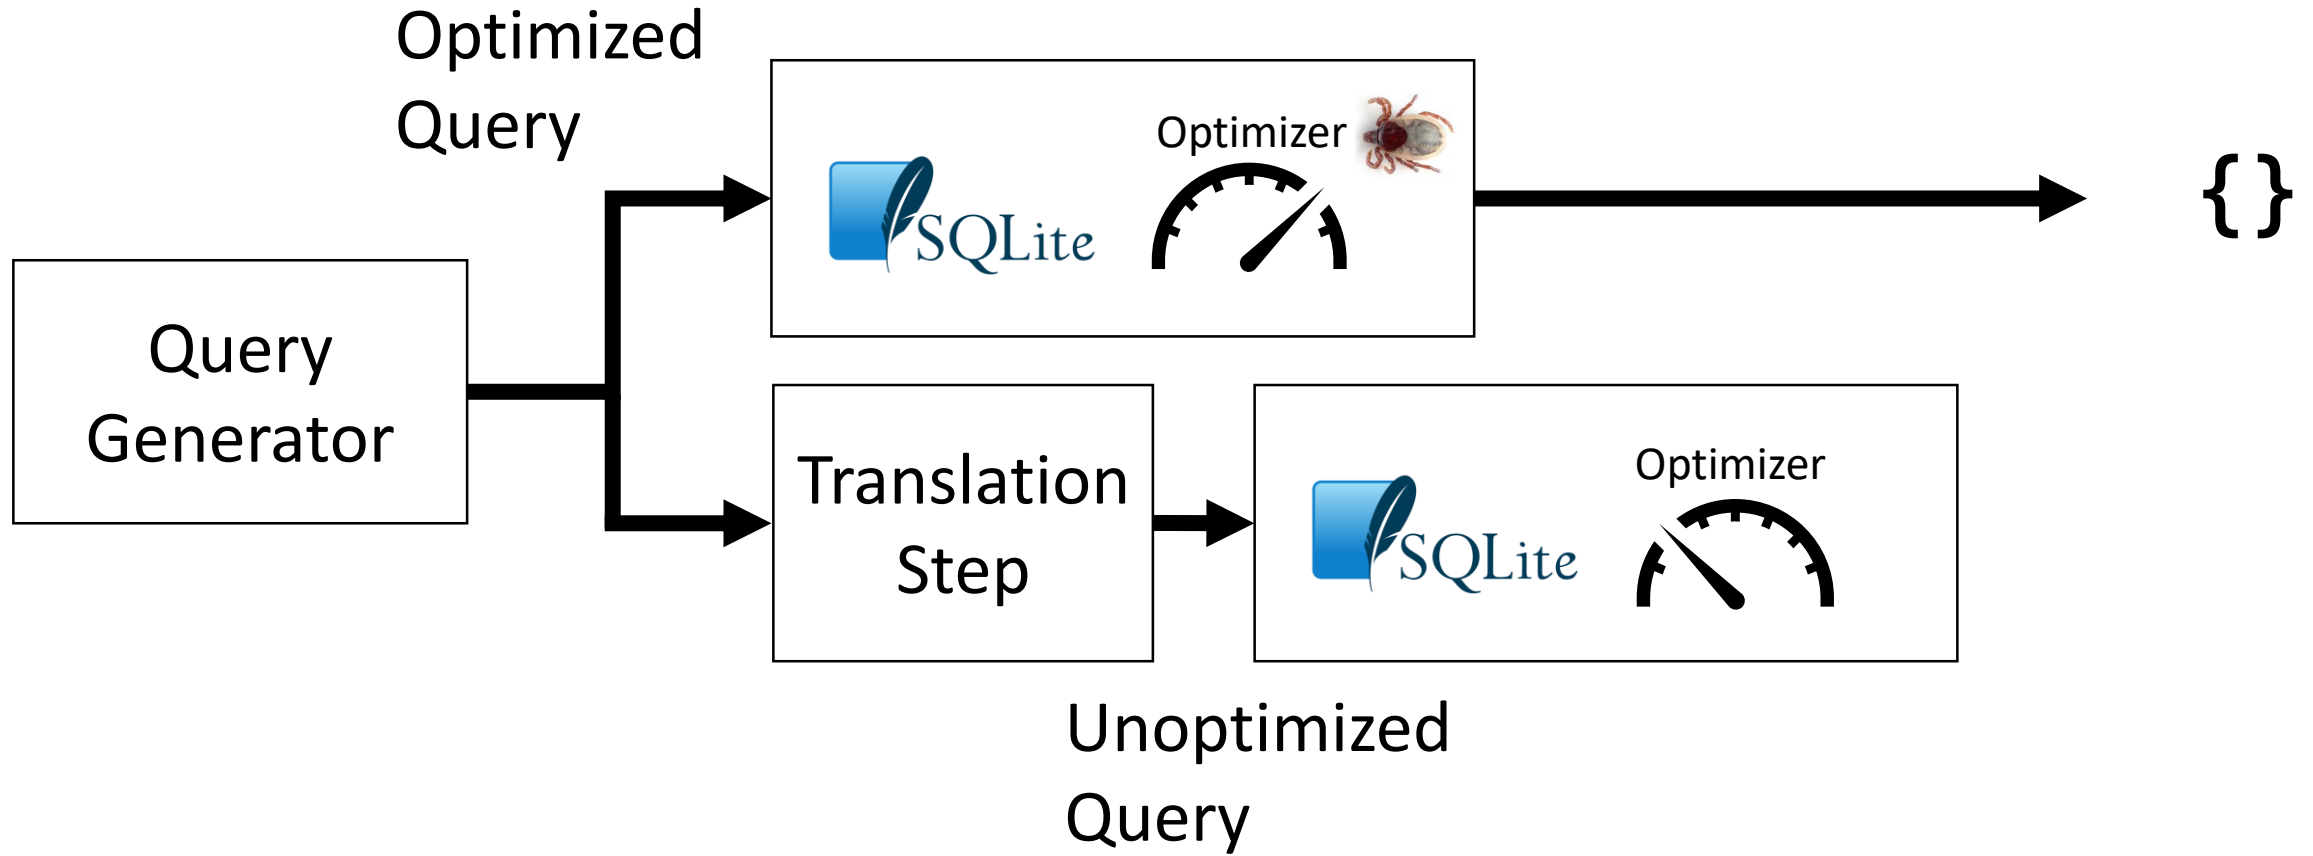 Optimized
Query
Optimizer
SQLite
{}
Query
Generator
Translation
Step
Optimizer
SQLite
Unoptimized
Query